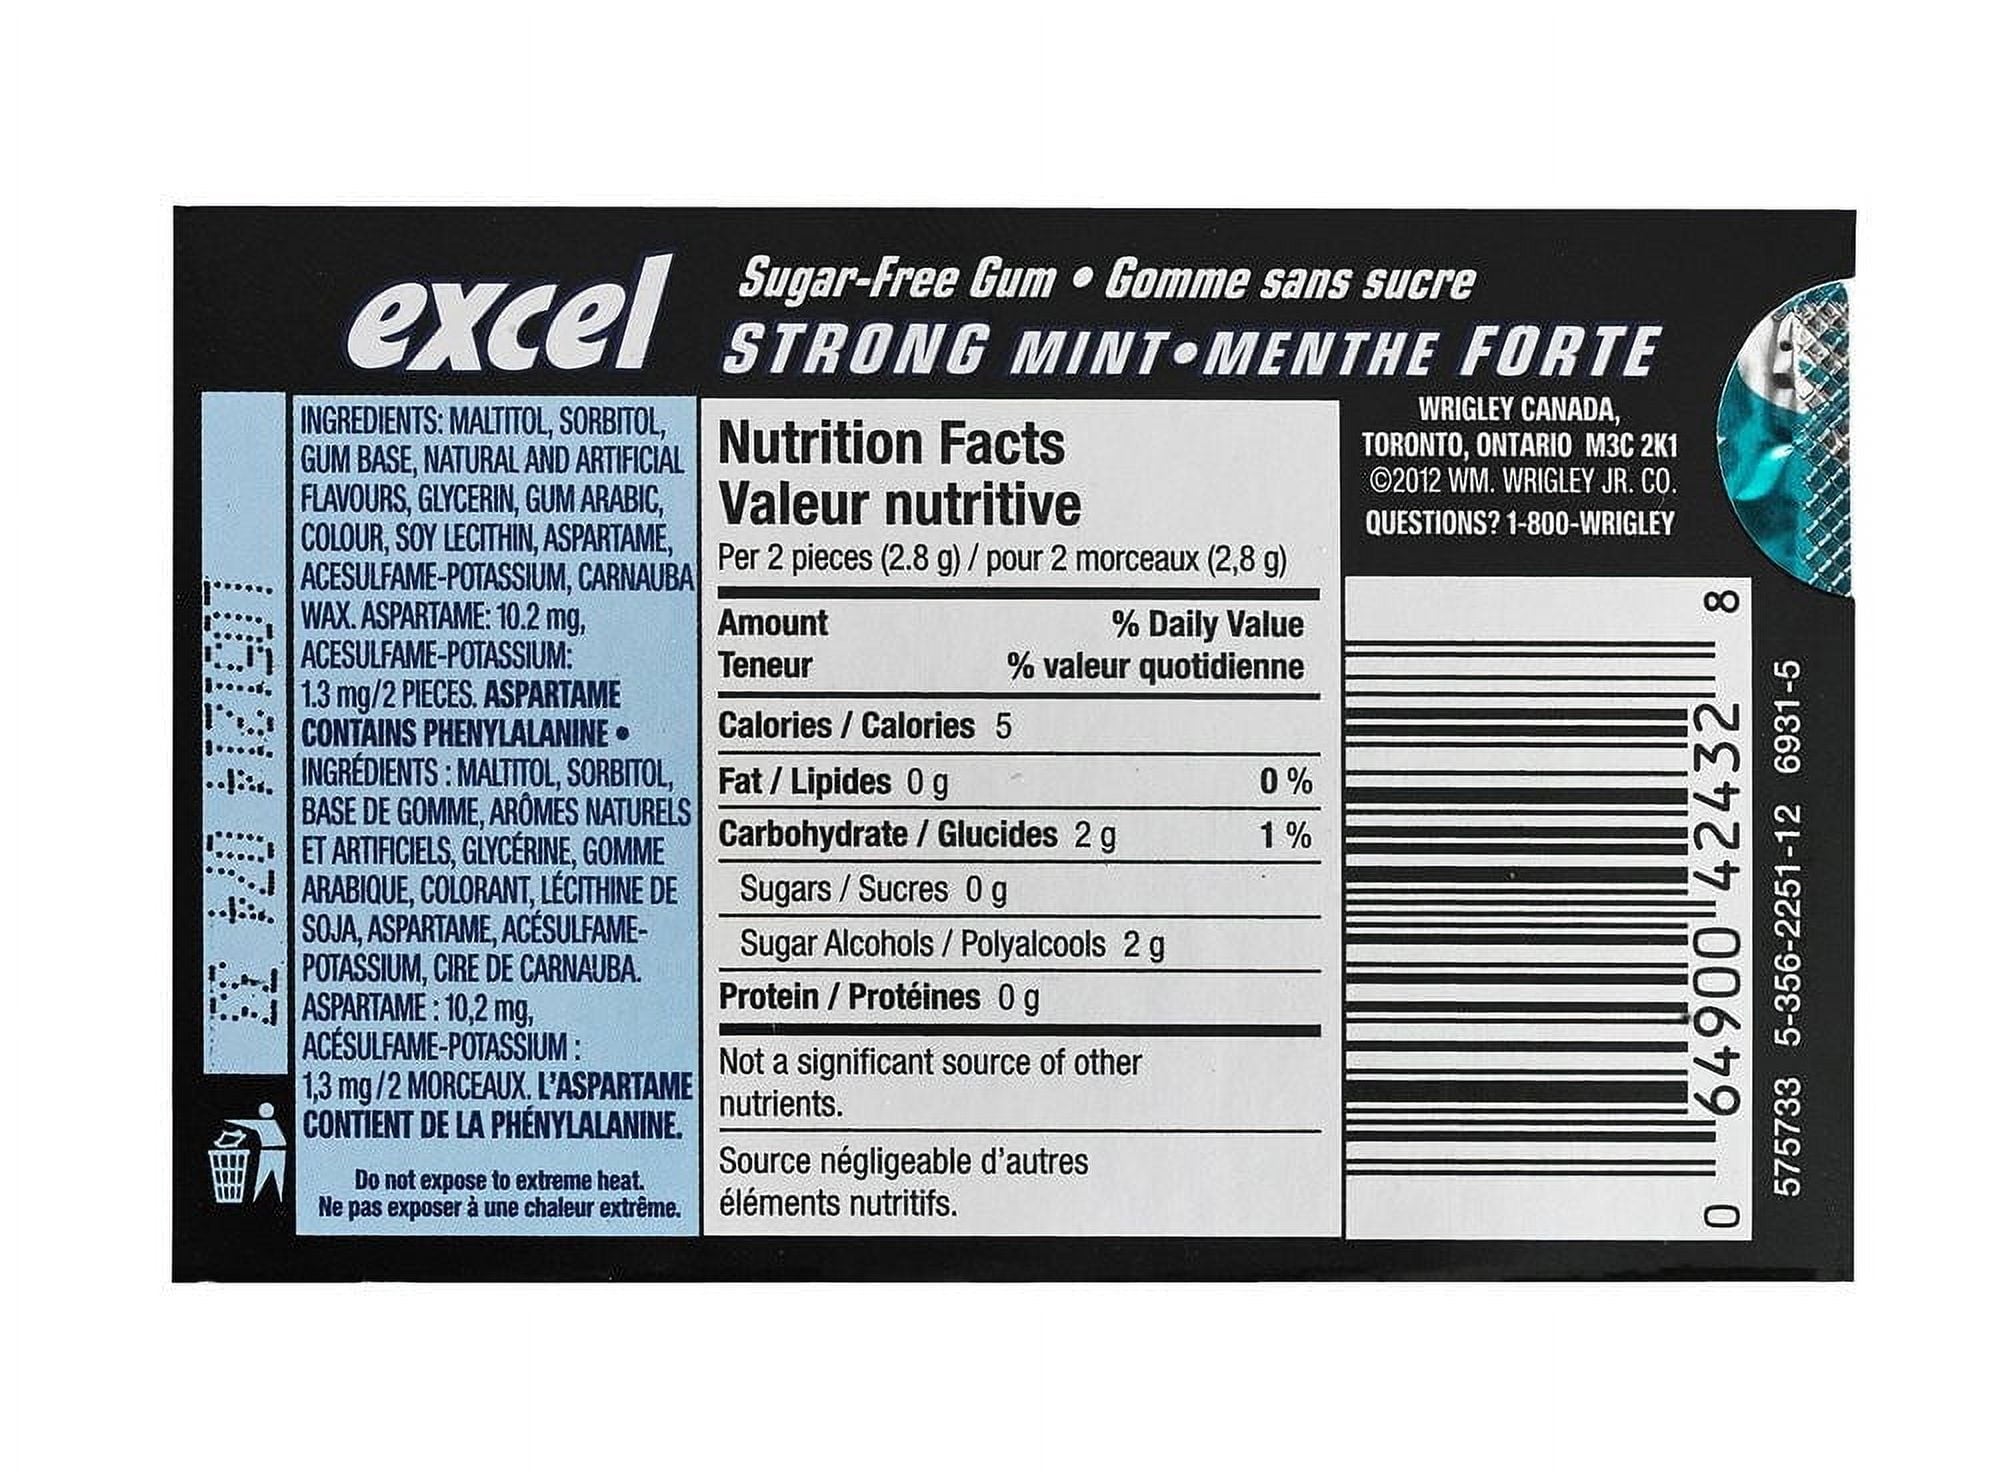 excel
Sugar-Free Gum • Gomme sans sucre
STRONG MINT•MENTHE FORTE
INGREDIENTS: MALTITOL, SORBITOL,
GUM BASE, NATURAL AND ARTIFICIAL
FLAVOURS, GLYCERIN, GUM ARABIC,
COLOUR, SOY LECITHIN, ASPARTAME,
ACESULFAME-POTASSIUM, CARNAUBA
WAX. ASPARTAME: 10.2 mg,
ACESULFAME-POTASSIUM:
1.3 mg/2 PIECES. ASPARTAME
CONTAINS PHENYLALANINE •
INGRÉDIENTS : MALTITOL, SORBITOL,
BASE DE GOMME, ARÔMES NATURELS
ET ARTIFICIELS, GLYCÉRINE, GOMME
ARABIQUE, COLORANT, LÉCITHINE DE
SOJA, ASPARTAME, ACÉSULFAME-
POTASSIUM, CIRE DE CARNAUBA.
ASPARTAME : 10,2 mg,
ACÉSULFAME-POTASSIUM :
1,3 mg/2 MORCEAUX. L'ASPARTAME
CONTIENT DE LA PHÉNYLALANINE.
Do not expose to extreme heat.
Ne pas exposer à une chaleur extrême.
Nutrition Facts
Valeur nutritive
Per 2 pieces (2.8 g) / pour 2 morceaux (2,8 g)
Amount % Daily Value
Teneur % valeur quotidienne
Calories / Calories 5
Fat / Lipides 0 g 0 %
Carbohydrate / Glucides 2 g 1 %
Sugars / Sucres 0 g
Sugar Alcohols / Polyalcools 2 g
Protein / Protéines 0 g
Not a significant source of other
nutrients.
Source négligeable d'autres
éléments nutritifs.
WRIGLEY CANADA,
TORONTO, ONTARIO M3C 2K1
©2012 WM. WRIGLEY JR. CO.
QUESTIONS? 1-800-WRIGLEY
0 64900 42432 8
575733 5-356-2251-12 6931-5